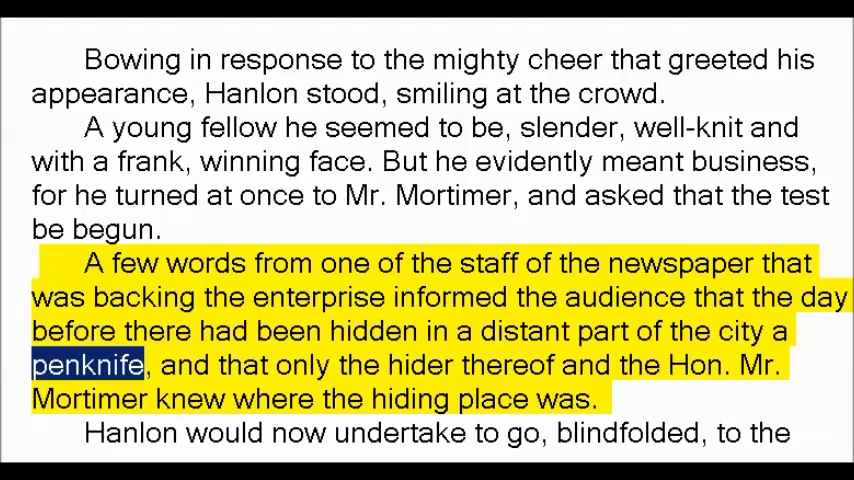 Bowing in response to the mighty cheer that greeted his
appearance, Hanlon stood, smiling at the crowd.
A young fellow he seemed to be, slender, well-knit and
with a frank, winning face. But he evidently meant business,
for he turned at once to Mr. Mortimer, and asked that the test
be begun.
A few words from one of the staff of the newspaper that
was backing the enterprise informed the audience that the day
before there had been hidden in a distant part of the city a
penknife, and that only the hider thereof and the Hon. Mr.
Mortimer knew where the hiding place was.
Hanlon would now undertake to go, blindfolded, to the